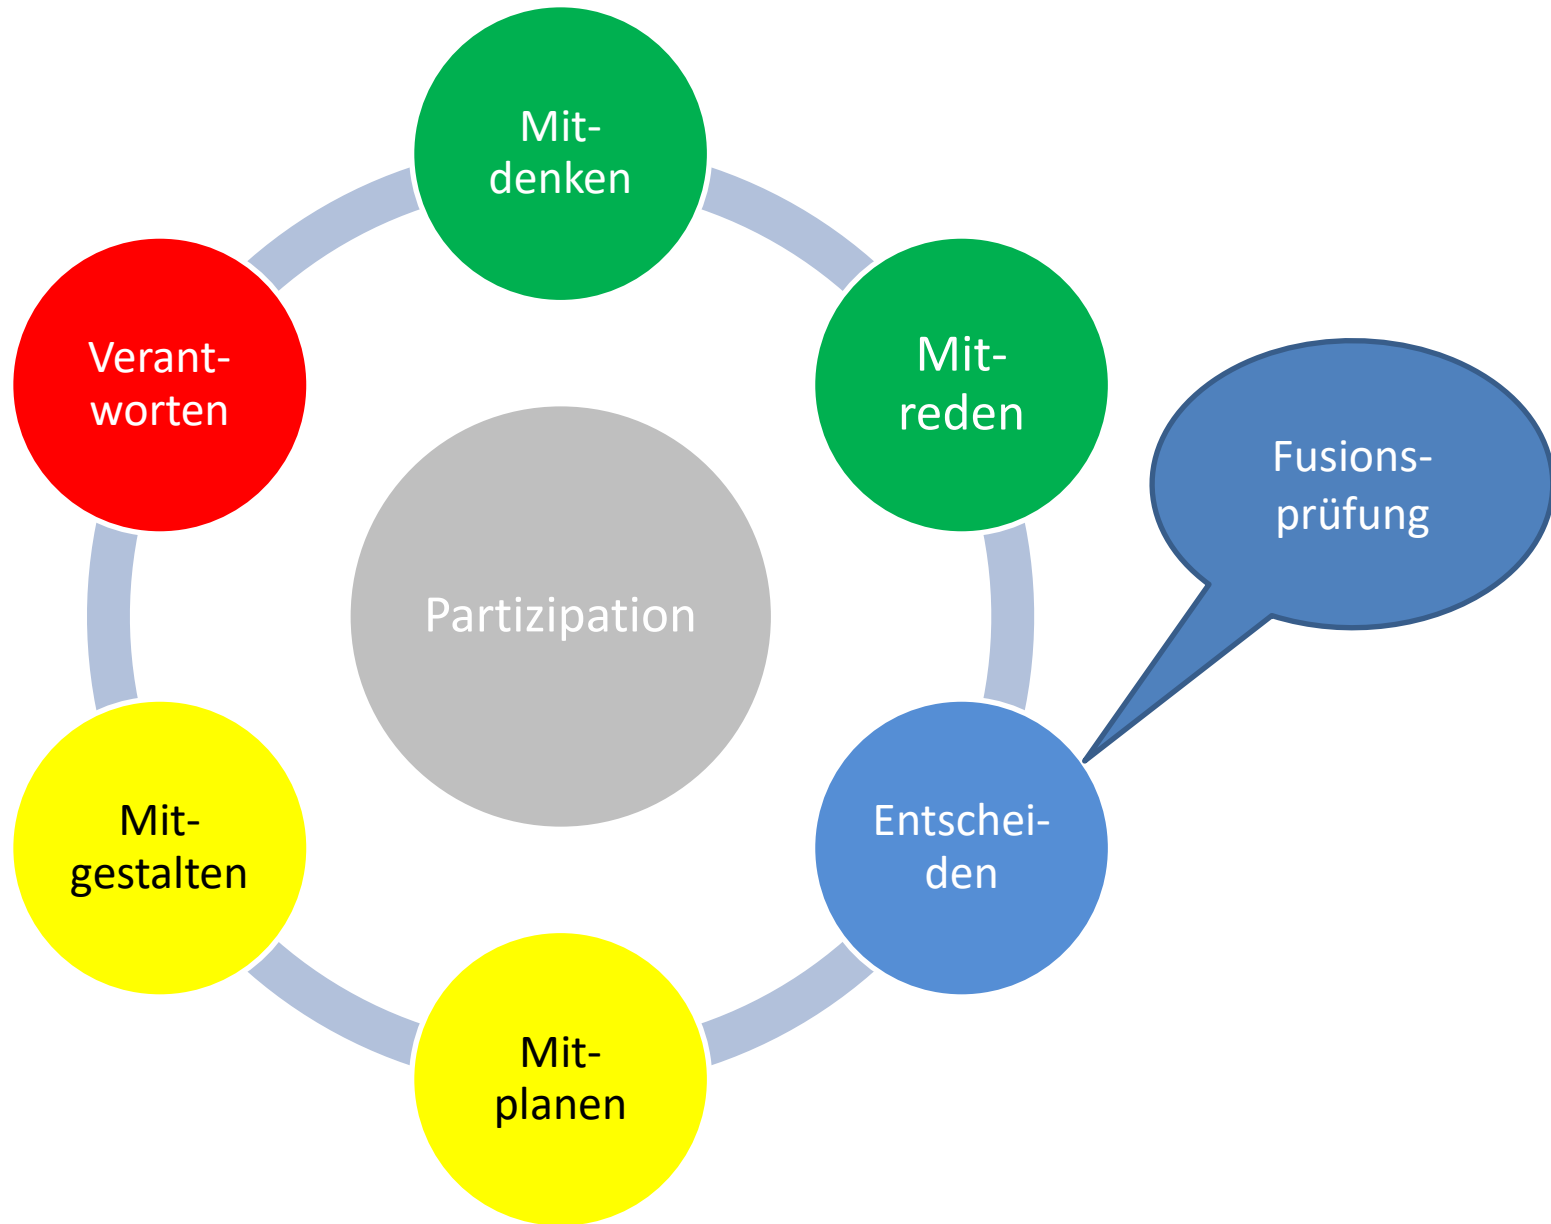 Mit-
denken
Mit-
reden
Verant-
worten
Fusions-
prüfung
Partizipation
Entschei-
den
Mit-
gestalten
Mit-
planen